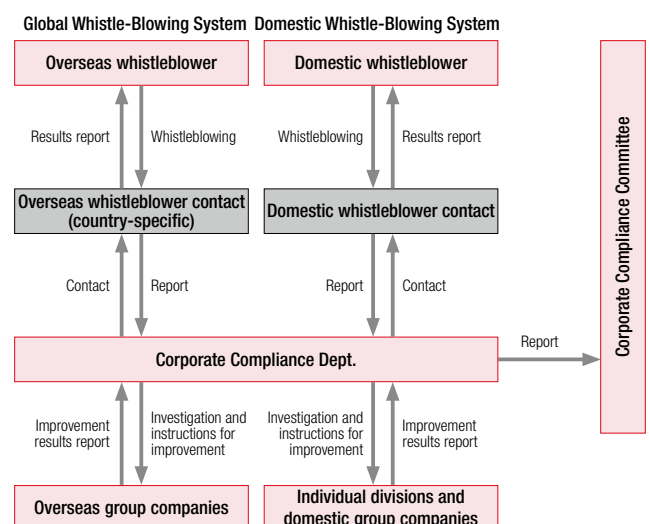 Global Whistle-Blowing System
Domestic Whistle-Blowing System
Overseas whistleblower
Domestic whistleblower
Results report
Whistleblowing
Whistleblowing
Results report
Overseas whistleblower contact
(country-specific)
Domestic whistleblower contact
Contact
Report
Report
Contact
Corporate Compliance Dept.
Report
Corporate Compliance Committee
Improvement
results report
Investigation and
instructions for
improvement
Investigation and
instructions for
improvement
Improvement
results report
Overseas group companies
Individual divisions and
domestic group companies